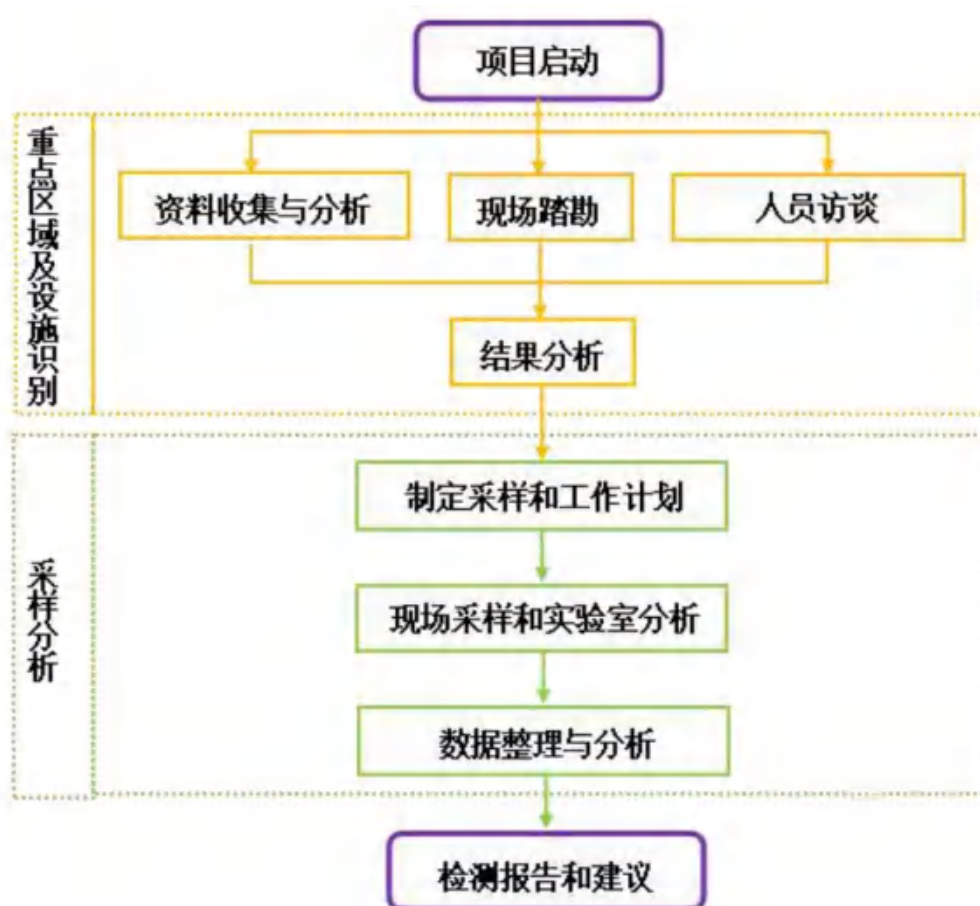 项目启动
重点区域及设施识别
资料收集与分析
现场踏勘
人员访谈
结果分析
采样分析
制定采样和工作计划
现场采样和实验室分析
数据整理与分析
检测报告和建议